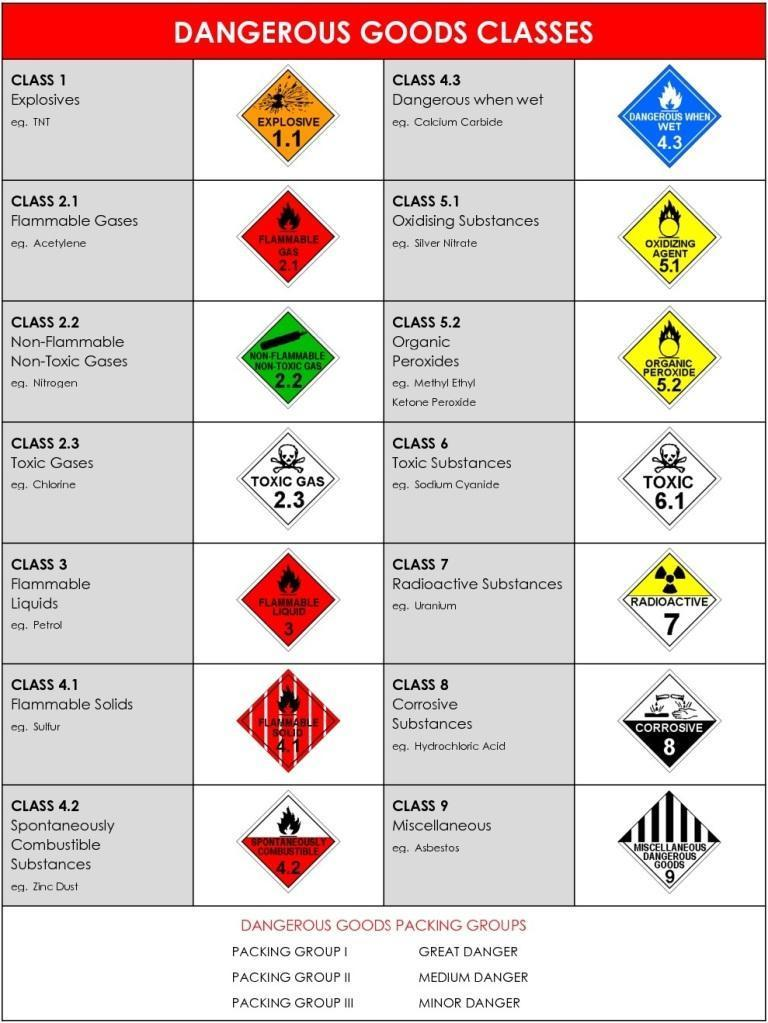 DANGEROUS GOODS CLASSES
CLASS 1
Explosives
eg. TNT
EXPLOSIVE
1.1
CLASS 4.3
Dangerous when wet
eg. Calcium Carbide
DANGEROUS WHEN
WET
4.3
CLASS 2.1
Flammable Gases
eg. Acetylene
FLAMMABLE
GAS
2.1
CLASS 5.1
Oxidising Substances
eg. Silver Nitrate
OXIDIZING
AGENT
5.1
CLASS 2.2
Non-Flammable
Non-Toxic Gases
eg. Nitrogen
NON-FLAMMABLE
NON-TOXIC GAS
2.2
CLASS 5.2
Organic
Peroxides
eg. Methyl Ethyl
Ketone Peroxide
ORGANIC
PEROXIDE
5.2
CLASS 2.3
Toxic Gases
eg. Chlorine
TOXIC GAS
2.3
CLASS 6
Toxic Substances
eg. Sodium Cyanide
TOXIC
6.1
CLASS 3
Flammable
Liquids
eg. Petrol
FLAMMABLE
LIQUID
3
CLASS 7
Radioactive Substances
eg. Uranium
RADIOACTIVE
7
CLASS 4.1
Flammable Solids
eg. Sulfur
FLAMMABLE
SOLID
4.1
CLASS 8
Corrosive
Substances
eg. Hydrochloric Acid
CORROSIVE
8
CLASS 4.2
Spontaneously
Combustible
Substances
eg. Zinc Dust
SPONTANEOUSLY
COMBUSTIBLE
4.2
CLASS 9
Miscellaneous
eg. Asbestos
MISCELLANEOUS
DANGEROUS
GOODS
9
DANGEROUS GOODS PACKING GROUPS
PACKING GROUP I GREAT DANGER
PACKING GROUP II MEDIUM DANGER
PACKING GROUP III MINOR DANGER